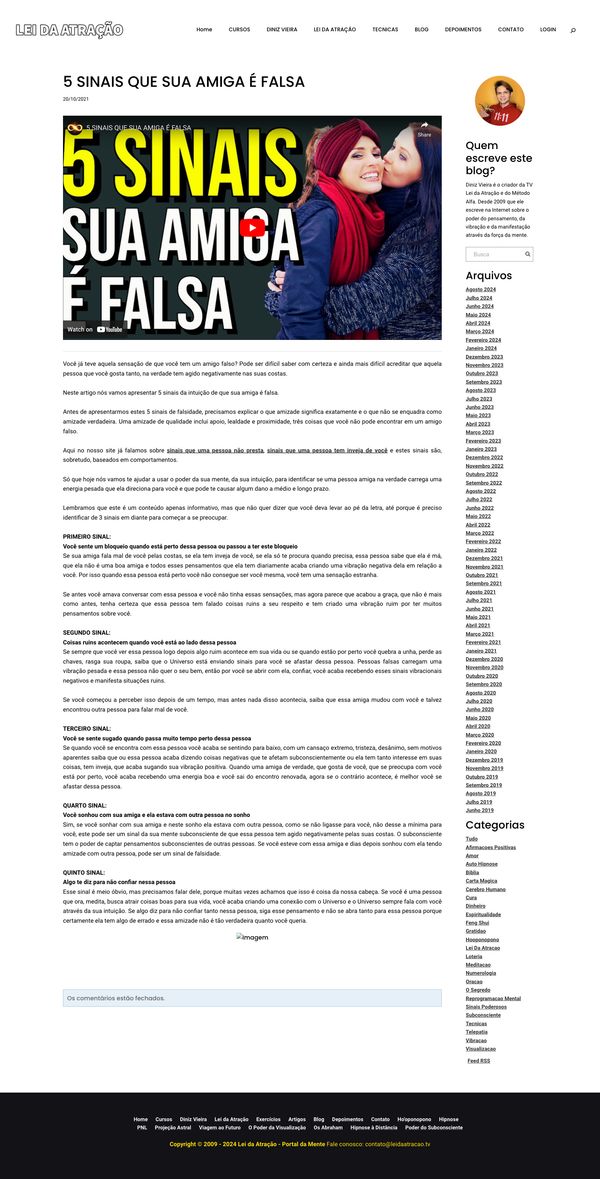 LEI DA ATRAÇÃO
Home CURSOS DINIZ VIEIRA LEI DA ATRAÇÃO TECNICAS BLOG DEPOIMENTOS CONTATO LOGIN
5 SINAIS QUE SUA AMIGA É FALSA
20/10/2021
5 SINAIS QUE SUA AMIGA É FALSA
Share
5 SINAIS
SUA AMIGA
É FALSA
Watch on YouTube
Você já teve aquela sensação de que você tem um amigo falso? Pode ser difícil saber com certeza e ainda mais difícil acreditar que aquela
pessoa que você gosta tanto, na verdade tem agido negativamente nas suas costas.
Neste artigo nós vamos apresentar 5 sinais da intuição de que sua amiga é falsa.
Antes de apresentarmos estes 5 sinais de falsidade, precisamos explicar o que amizade significa exatamente e o que não se enquadra como
amizade verdadeira. Uma amizade de qualidade inclui apoio, lealdade e proximidade, três coisas que você não pode encontrar em um amigo
falso.
Aqui no nosso site já falamos sobre sinais que uma pessoa não presta, sinais que uma pessoa tem inveja de você e estes sinais são,
sobretudo, baseados em comportamentos.
Só que hoje nós vamos te ajudar a usar o poder da sua mente, da sua intuição, para identificar se uma pessoa amiga na verdade carrega uma
energia pesada que ela direciona para você e que pode te causar algum dano a médio e longo prazo.
Lembramos que este é um conteúdo apenas informativo, mas que não quer dizer que você deva levar ao pé da letra, até porque é preciso
identificar de 3 sinais em diante para começar a se preocupar.
PRIMEIRO SINAL:
Você sente um bloqueio quando está perto dessa pessoa ou passou a ter este bloqueio
Se sua amiga fala mal de você pelas costas, se ela tem inveja de você, se ela só te procura quando precisa, essa pessoa sabe que ela é má,
que ela não é uma boa amiga e todos esses pensamentos que ela tem diariamente acaba criando uma vibração negativa dela em relação a
você. Por isso quando essa pessoa está perto você não consegue ser você mesma, você tem uma sensação estranha.
Se antes você amava conversar com essa pessoa e você não tinha essas sensações, mas agora parece que acabou a graça, que não é mais
como antes, tenha certeza que essa pessoa tem falado coisas ruins a seu respeito e tem criado uma vibração ruim por ter muitos
pensamentos sobre você.
SEGUNDO SINAL:
Coisas ruins acontecem quando você está ao lado dessa pessoa
Se sempre que você ver essa pessoa logo depois algo ruim acontece em sua vida ou se quando estão por perto você quebra a unha, perde as
chaves, rasga sua roupa, saiba que o Universo está enviando sinais para você se afastar dessa pessoa. Pessoas falsas carregam uma
vibração pesada e essa pessoa não quer o seu bem, então por você se abrir com ela, confiar, você acaba recebendo esses sinais vibracionais
negativos e manifesta situações ruins.
Se você começou a perceber isso depois de um tempo, mas antes nada disso acontecia, saiba que essa amiga mudou com você e talvez
encontrou outra pessoa para falar mal de você.
TERCEIRO SINAL:
Você se sente sugado quando passa muito tempo perto dessa pessoa
Se quando você se encontra com essa pessoa você acaba se sentindo para baixo, com um cansaço extremo, tristeza, desânimo, sem motivos
aparentes saiba que ou essa pessoa acaba dizendo coisas negativas que te afetam subconscientemente ou ela tem tanto interesse em suas
coisas, tem inveja, que acaba sugando sua vibração positiva. Quando uma amiga de verdade, que gosta de você, que se preocupa com você
está por perto, você acaba recebendo uma energia boa e você sai do encontro renovada, agora se o contrário acontece, é melhor você se
afastar dessa pessoa.
QUARTO SINAL:
Você sonhou com sua amiga e ela estava com outra pessoa no sonho
Sim, se você sonhar com sua amiga e neste sonho ela estava com outra pessoa, como se não ligasse para você, não desse a mínima para
você, este pode ser um sinal da sua mente subconsciente de que essa pessoa tem agido negativamente pelas suas costas. O subconsciente
tem o poder de captar pensamentos subconscientes de outras pessoas. Se você esteve com essa amiga e dias depois sonhou com ela tendo
amizade com outra pessoa, pode ser um sinal de falsidade.
QUINTO SINAL:
Algo te diz para não confiar nessa pessoa
Esse sinal é meio óbvio, mas precisamos falar dele, porque muitas vezes achamos que isso é coisa da nossa cabeça. Se você é uma pessoa
que ora, medita, busca atrair coisas boas para sua vida, você acaba criando uma conexão com o Universo e o Universo sempre fala com você
através da sua intuição. Se algo diz para não confiar tanto nessa pessoa, siga esse pensamento e não se abra tanto para essa pessoa porque
certamente ela tem algo de errado e essa amizade não é tão verdadeira quanto você queria.
Imagem
Os comentários estão fechados.
11:11
Quem
escreve este
blog?
Diniz Vieira é o criador da TV
Lei da Atração e do Método
Alfa. Desde 2009 que ele
escreve na Internet sobre o
poder do pensamento, da
vibração e da manifestação
através da força da mente.
Busca
Arquivos
Agosto 2024
Julho 2024
Junho 2024
Maio 2024
Abril 2024
Março 2024
Fevereiro 2024
Janeiro 2024
Dezembro 2023
Novembro 2023
Outubro 2023
Setembro 2023
Agosto 2023
Julho 2023
Junho 2023
Maio 2023
Abril 2023
Março 2023
Fevereiro 2023
Janeiro 2023
Dezembro 2022
Novembro 2022
Outubro 2022
Setembro 2022
Agosto 2022
Julho 2022
Junho 2022
Maio 2022
Abril 2022
Março 2022
Fevereiro 2022
Janeiro 2022
Dezembro 2021
Novembro 2021
Outubro 2021
Setembro 2021
Agosto 2021
Julho 2021
Junho 2021
Maio 2021
Abril 2021
Março 2021
Fevereiro 2021
Janeiro 2021
Dezembro 2020
Novembro 2020
Outubro 2020
Setembro 2020
Agosto 2020
Julho 2020
Junho 2020
Maio 2020
Abril 2020
Março 2020
Fevereiro 2020
Janeiro 2020
Dezembro 2019
Novembro 2019
Outubro 2019
Setembro 2019
Agosto 2019
Julho 2019
Junho 2019
Categorias
Tudo
Afirmacoes Positivas
Amor
Auto Hipnose
Biblia
Carta Magica
Cerebro Humano
Cura
Dinheiro
Espiritualidade
Feng Shui
Gratidao
Hooponopono
Lei Da Atracao
Loteria
Meditacao
Numerologia
Oracao
O Segredo
Reprogramacao Mental
Sinais Poderosos
Subconsciente
Tecnicas
Telepatia
Vibracao
Visualizacao
Feed RSS
Home Cursos Diniz Vieira Lei da Atração Exercícios Artigos Blog Depoimentos Contato Ho'oponopono Hipnose
PNL Projeção Astral Viagem ao Futuro O Poder da Visualização Os Abraham Hipnose à Distância Poder do Subconsciente
Copyright © 2009 - 2024 Lei da Atração - Portal da Mente Fale conosco: contato@leidaatracao.tv